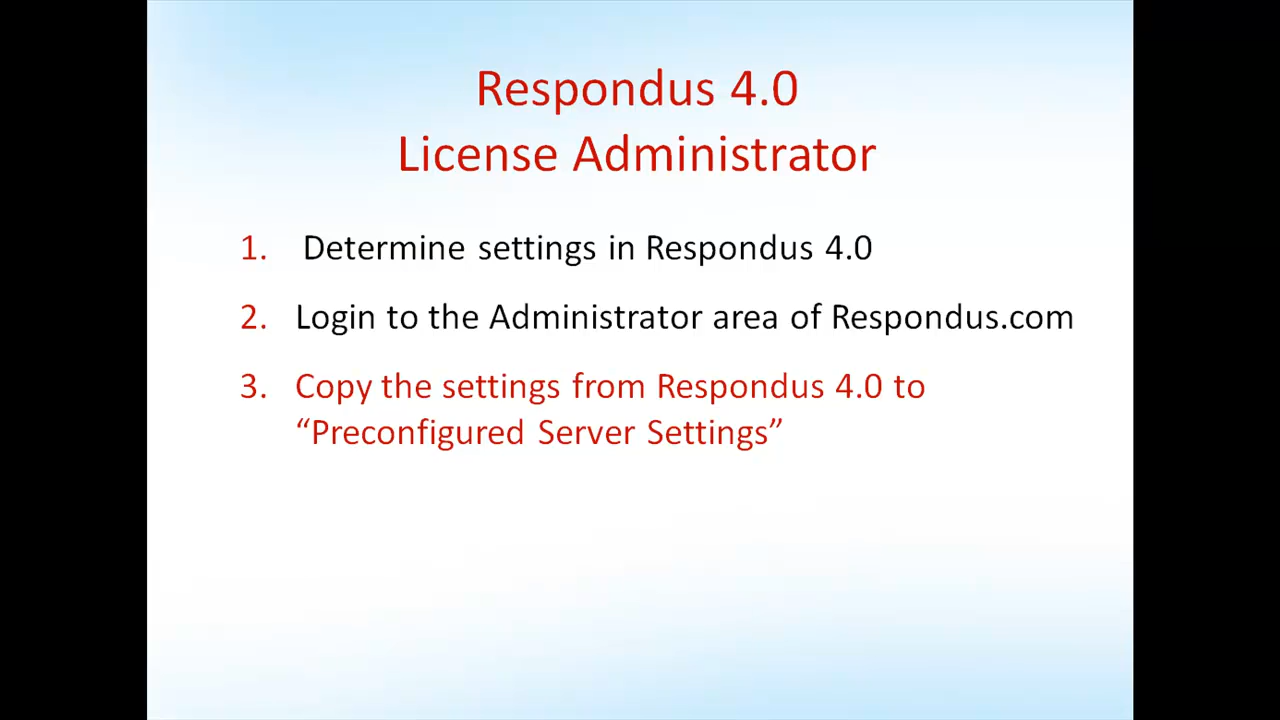 Respondus 4.0
License Administrator
1. Determine settings in Respondus 4.0
2. Login to the Administrator area of Respondus.com
3. Copy the settings from Respondus 4.0 to
“Preconfigured Server Settings”